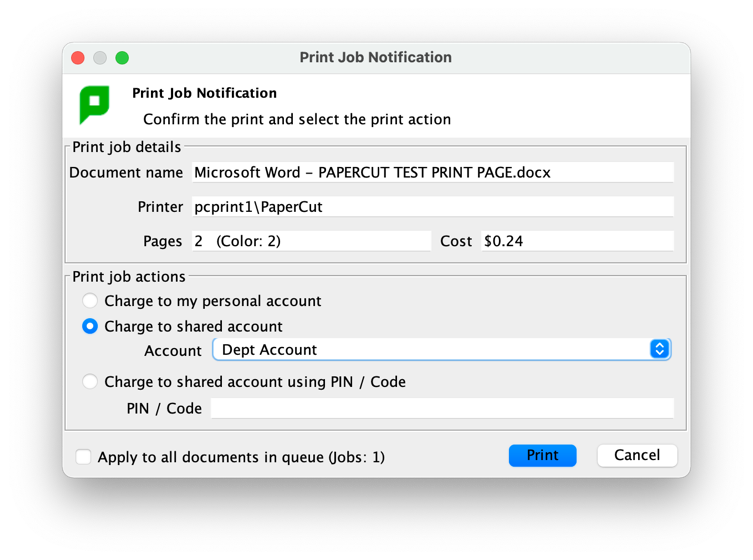 Print Job Notification
Print Job Notification
Confirm the print and select the print action
Print job details
Document name Microsoft Word – PAPERCUT TEST PRINT PAGE.docx
Printer pcprint1\PaperCut
Pages 2 (Color: 2) Cost $0.24
Print job actions
Charge to my personal account
Charge to shared account
Account Dept Account
Charge to shared account using PIN / Code
PIN / Code
Apply to all documents in queue (Jobs: 1) Print Cancel